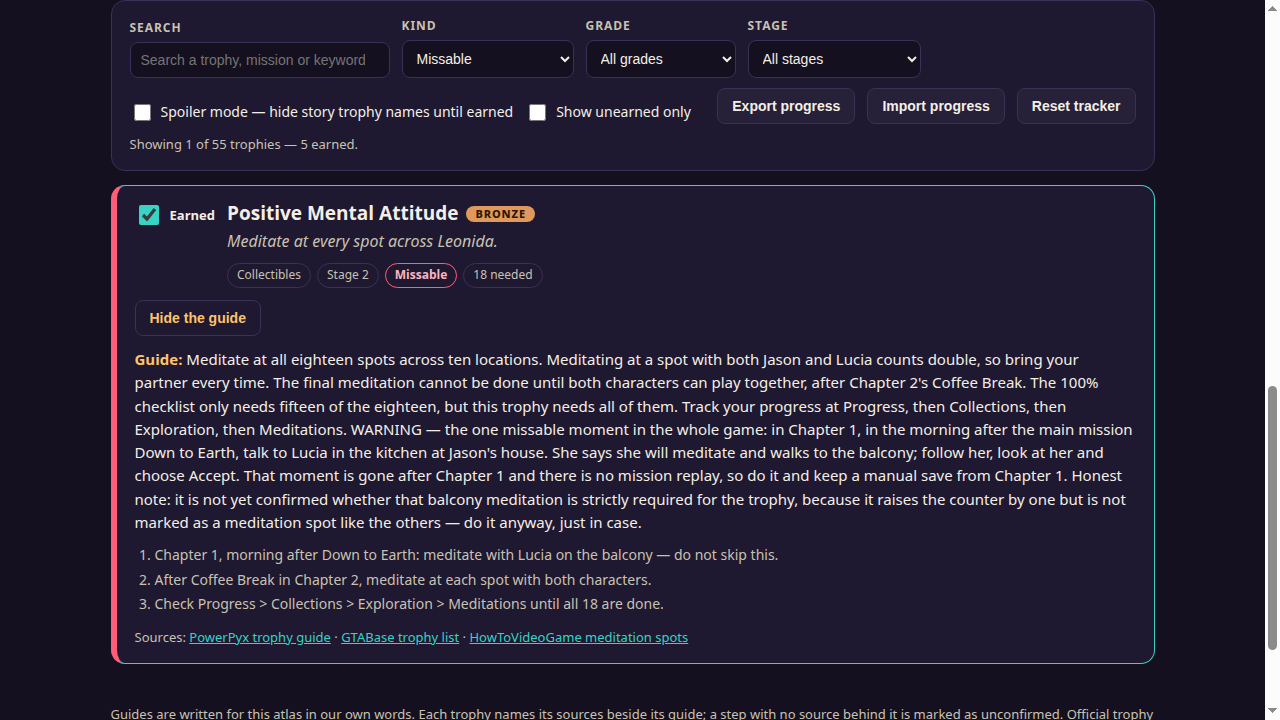 SEARCH
KIND
GRADE
STAGE
Search a trophy, mission or keyword
Missable
All grades
All stages
Spoiler mode — hide story trophy names until earned
Show unearned only
Export progress
Import progress
Reset tracker
Showing 1 of 55 trophies — 5 earned.
Earned
Positive Mental Attitude
BRONZE
Meditate at every spot across Leonida.
Collectibles
Stage 2
Missable
18 needed
Hide the guide
Guide: Meditate at all eighteen spots across ten locations. Meditating at a spot with both Jason and Lucia counts double, so bring your
partner every time. The final meditation cannot be done until both characters can play together, after Chapter 2's Coffee Break. The 100%
checklist only needs fifteen of the eighteen, but this trophy needs all of them. Track your progress at Progress, then Collections, then
Exploration, then Meditations. WARNING — the one missable moment in the whole game: in Chapter 1, in the morning after the main mission
Down to Earth, talk to Lucia in the kitchen at Jason's house. She says she will meditate and walks to the balcony; follow her, look at her and
choose Accept. That moment is gone after Chapter 1 and there is no mission replay, so do it and keep a manual save from Chapter 1. Honest
note: it is not yet confirmed whether that balcony meditation is strictly required for the trophy, because it raises the counter by one but is not
marked as a meditation spot like the others — do it anyway, just in case.
1. Chapter 1, morning after Down to Earth: meditate with Lucia on the balcony — do not skip this.
2. After Coffee Break in Chapter 2, meditate at each spot with both characters.
3. Check Progress > Collections > Exploration > Meditations until all 18 are done.
Sources: PowerPyx trophy guide · GTABase trophy list · HowToVideoGame meditation spots
Guides are written for this atlas in our own words. Each trophy names its sources beside its guide; a step with no source behind it is marked as unconfirmed. Official trophy